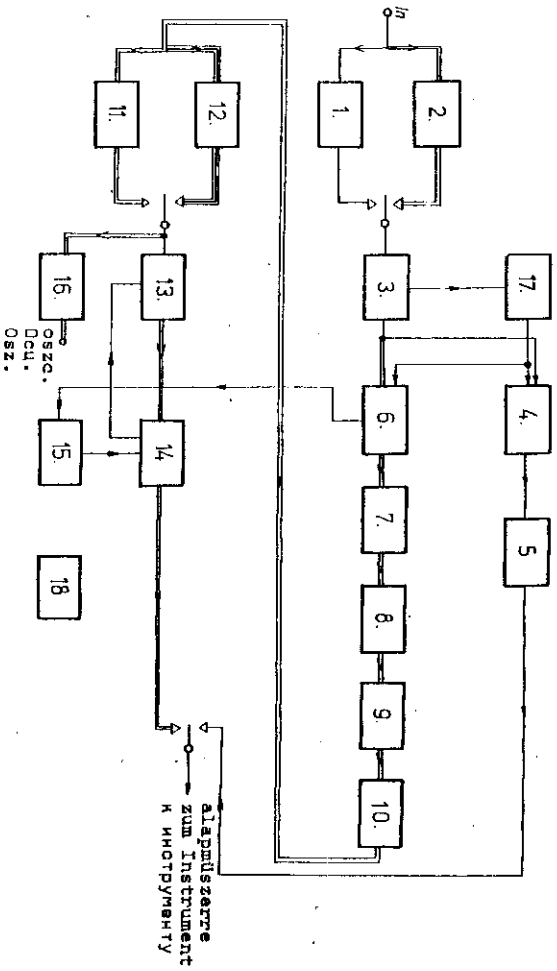 In
2.
1.
17.
3.
4.
5
6.
7.
8.
9.
10.
12.
11.
13.
14.
16.
15.
18
oszc.
Осц.
Osz.
alapműszerre
zum Instrument
к инструменту